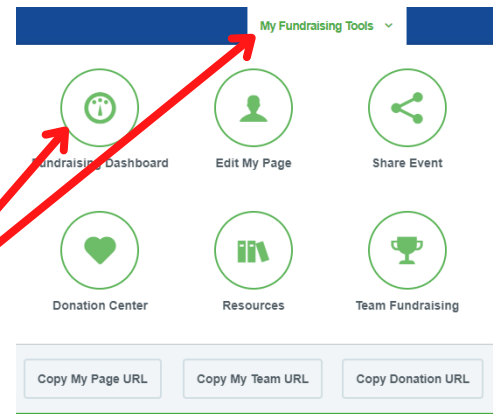 My Fundraising Tools
Fundraising Dashboard Edit My Page Share Event
Donation Center Resources Team Fundraising
Copy My Page URL Copy My Team URL Copy Donation URL